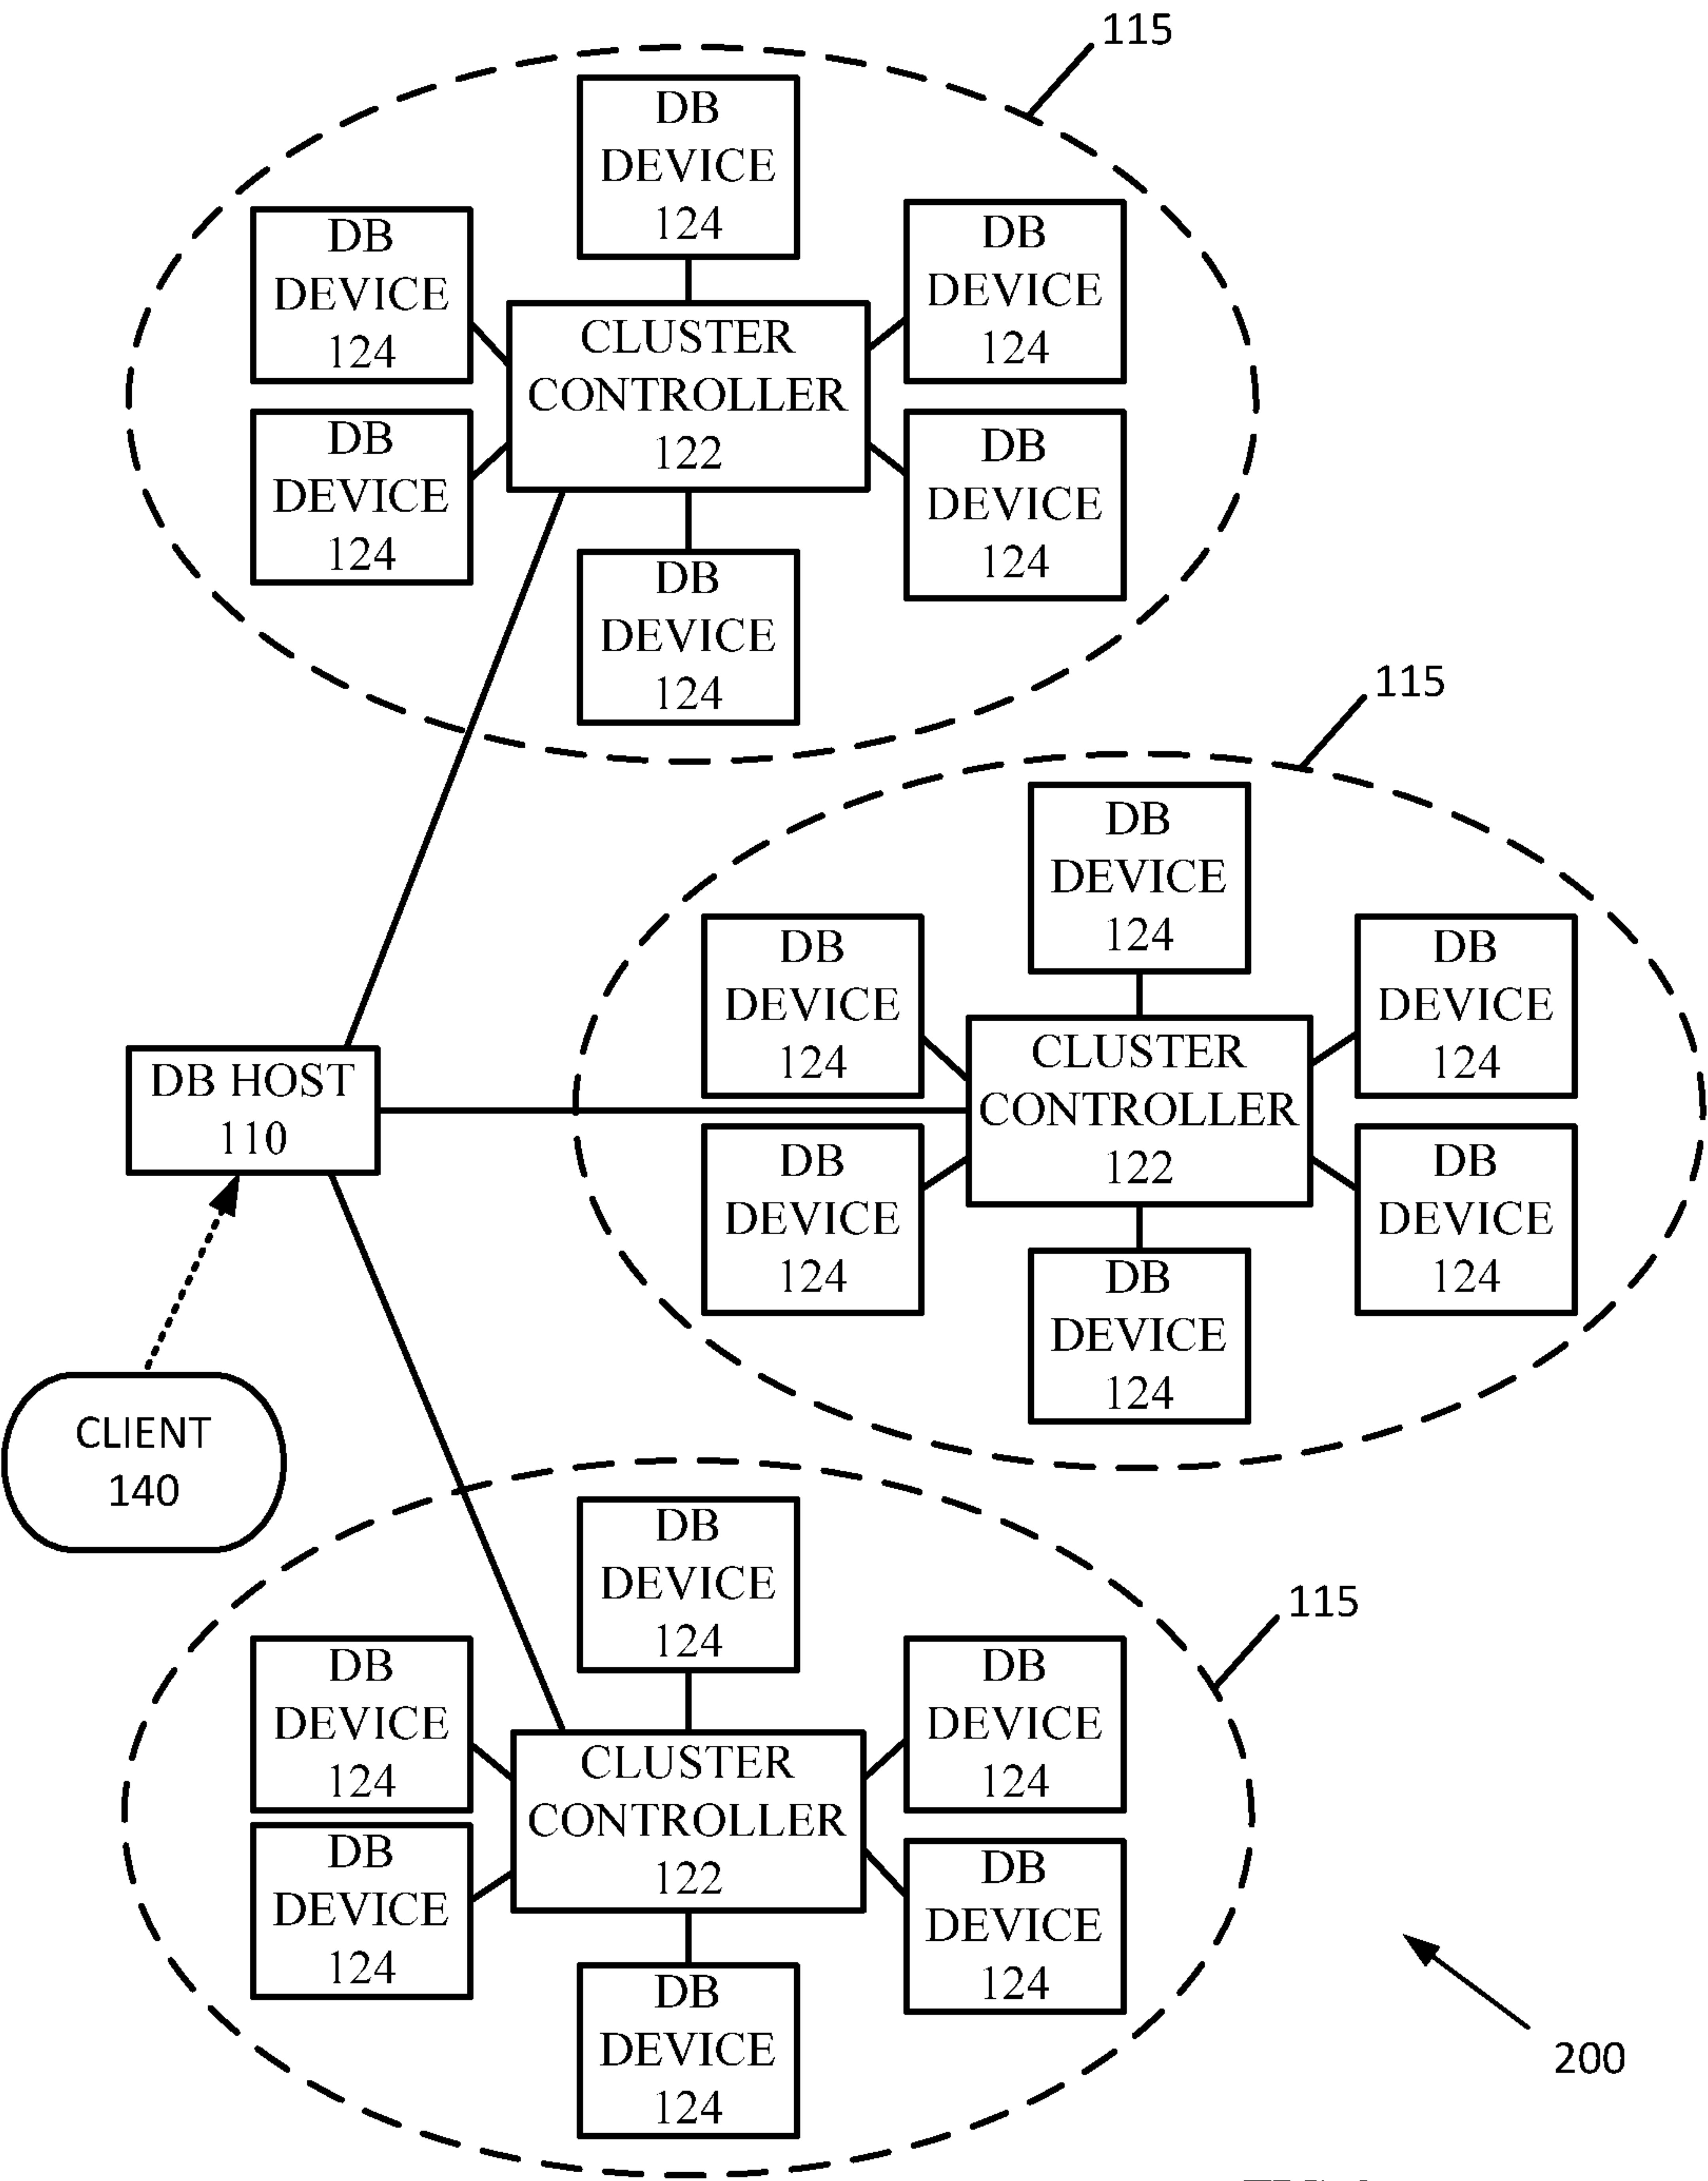 115
DB
DEVICE
124
DB
DEVICE
124
DB
DEVICE
124
CLUSTER
CONTROLLER
122
DB
DEVICE
124
DB
DEVICE
124
DB
DEVICE
124
115
DB
DEVICE
124
DB
DEVICE
124
DB
DEVICE
124
CLUSTER
CONTROLLER
122
DB HOST
110
DB
DEVICE
124
DB
DEVICE
124
DB
DEVICE
124
CLIENT
140
115
DB
DEVICE
124
DB
DEVICE
124
DB
DEVICE
124
CLUSTER
CONTROLLER
122
DB
DEVICE
124
DB
DEVICE
124
DB
DEVICE
124
200